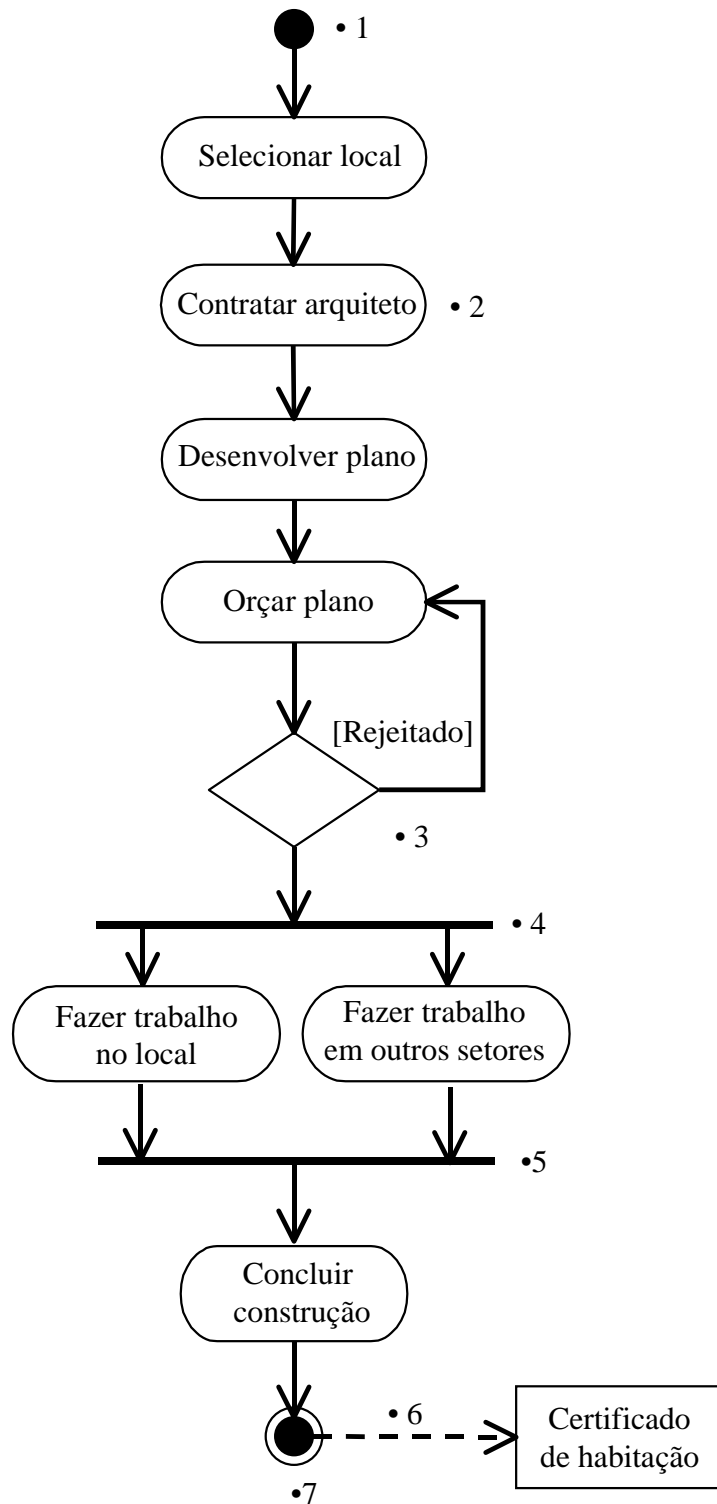 • 1
Selecionar local
Contratar arquiteto
• 2
Desenvolver plano
Orçar plano
[Rejeitado]
• 3
• 4
Fazer trabalho
no local
Fazer trabalho
em outros setores
•5
Concluir
construção
• 6
Certificado
de habitação
•7